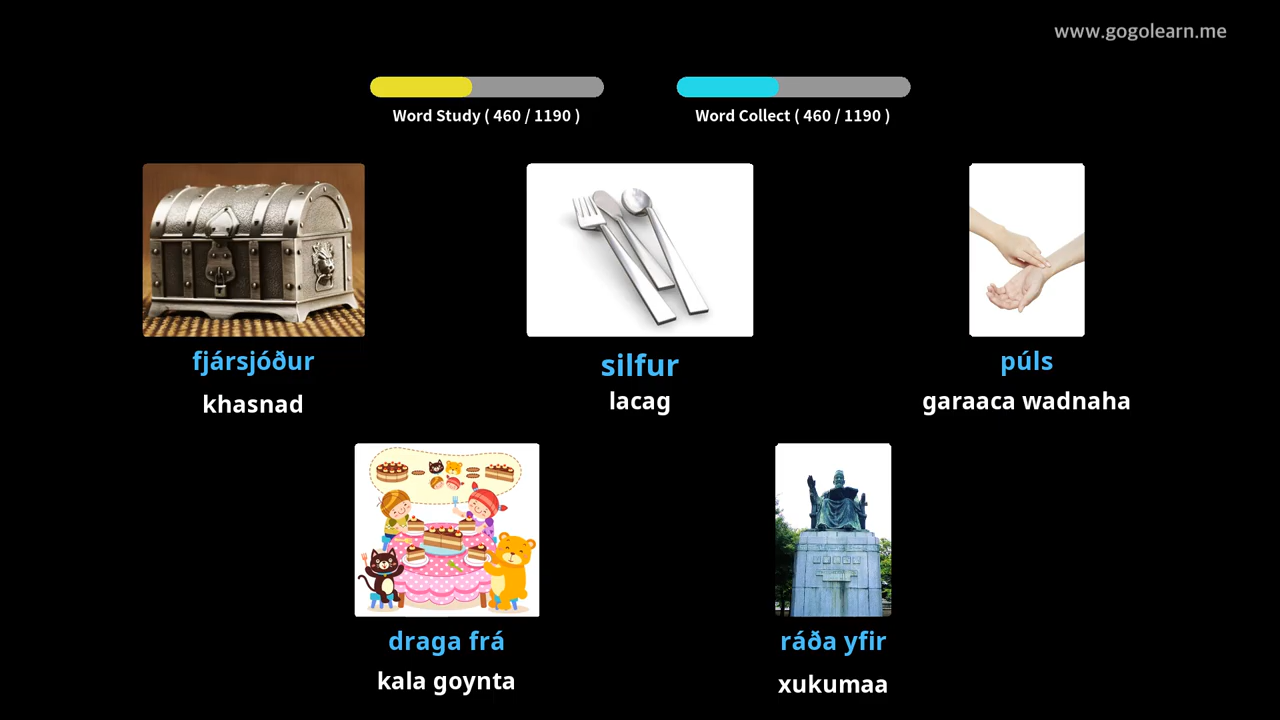 www.gogolearn.me
Word Study ( 460 / 1190 )
Word Collect ( 460 / 1190 )
fjársjóður
khasnad
silfur
lacag
púls
garaaca wadnaha
draga frá
kala goynta
ráða yfir
xukumaa